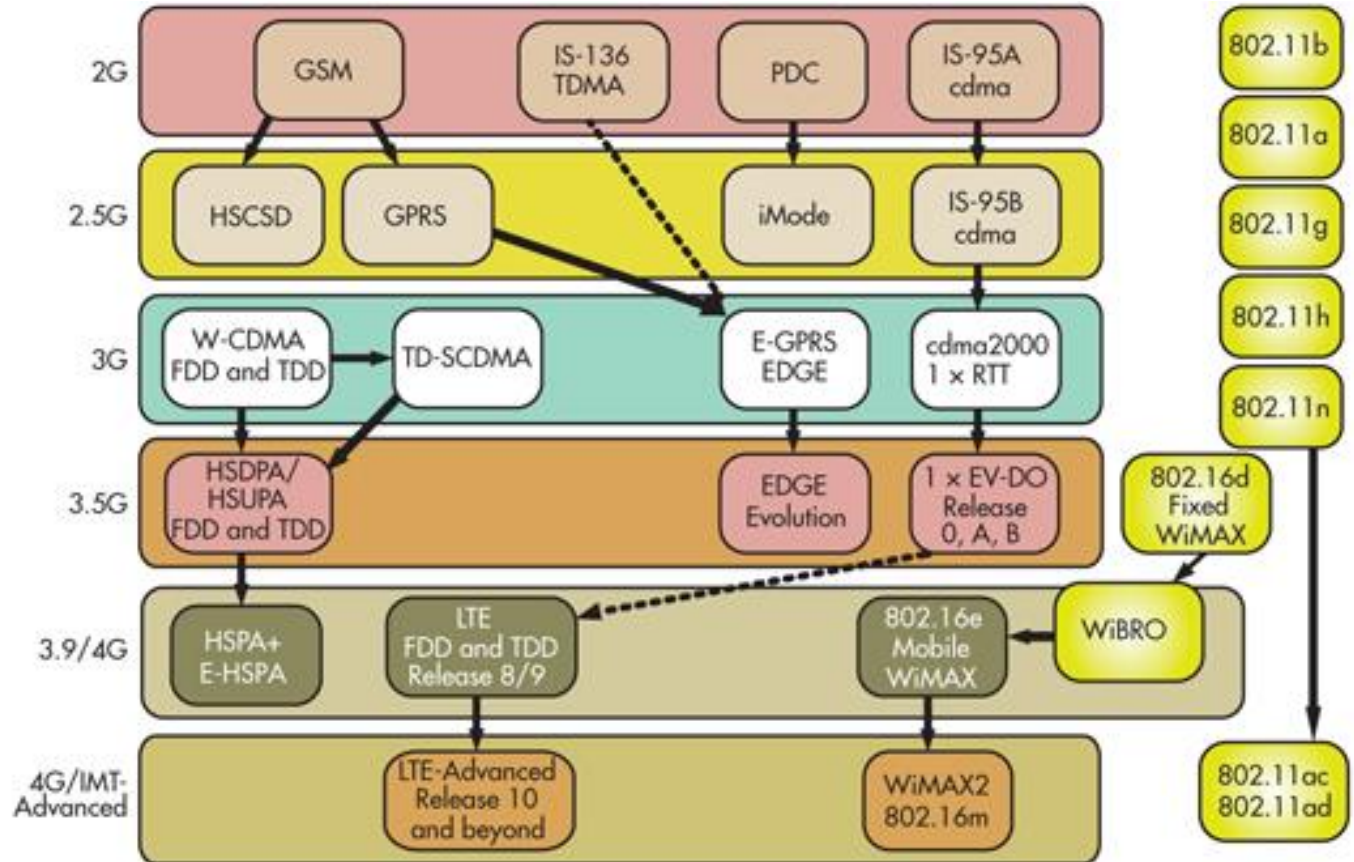 2G
GSM
IS-136
TDMA
PDC
IS-95A
cdma
802.11b
802.11a
2.5G
HSCSD
GPRS
iMode
IS-95B
cdma
802.11g
802.11h
3G
W-CDMA
FDD and TDD
TD-SCDMA
E-GPRS
EDGE
cdma2000
1 × RTT
802.11n
3.5G
HSDPA/
HSUPA
FDD and TDD
EDGE
Evolution
1 × EV-DO
Release
0, A, B
802.16d
Fixed
WiMAX
3.9/4G
HSPA+
E-HSPA
LTE
FDD and TDD
Release 8/9
802.16e
Mobile
WiMAX
WiBRO
4G/IMT-
Advanced
LTE-Advanced
Release 10
and beyond
WiMAX2
802.16m
802.11ac
802.11ad